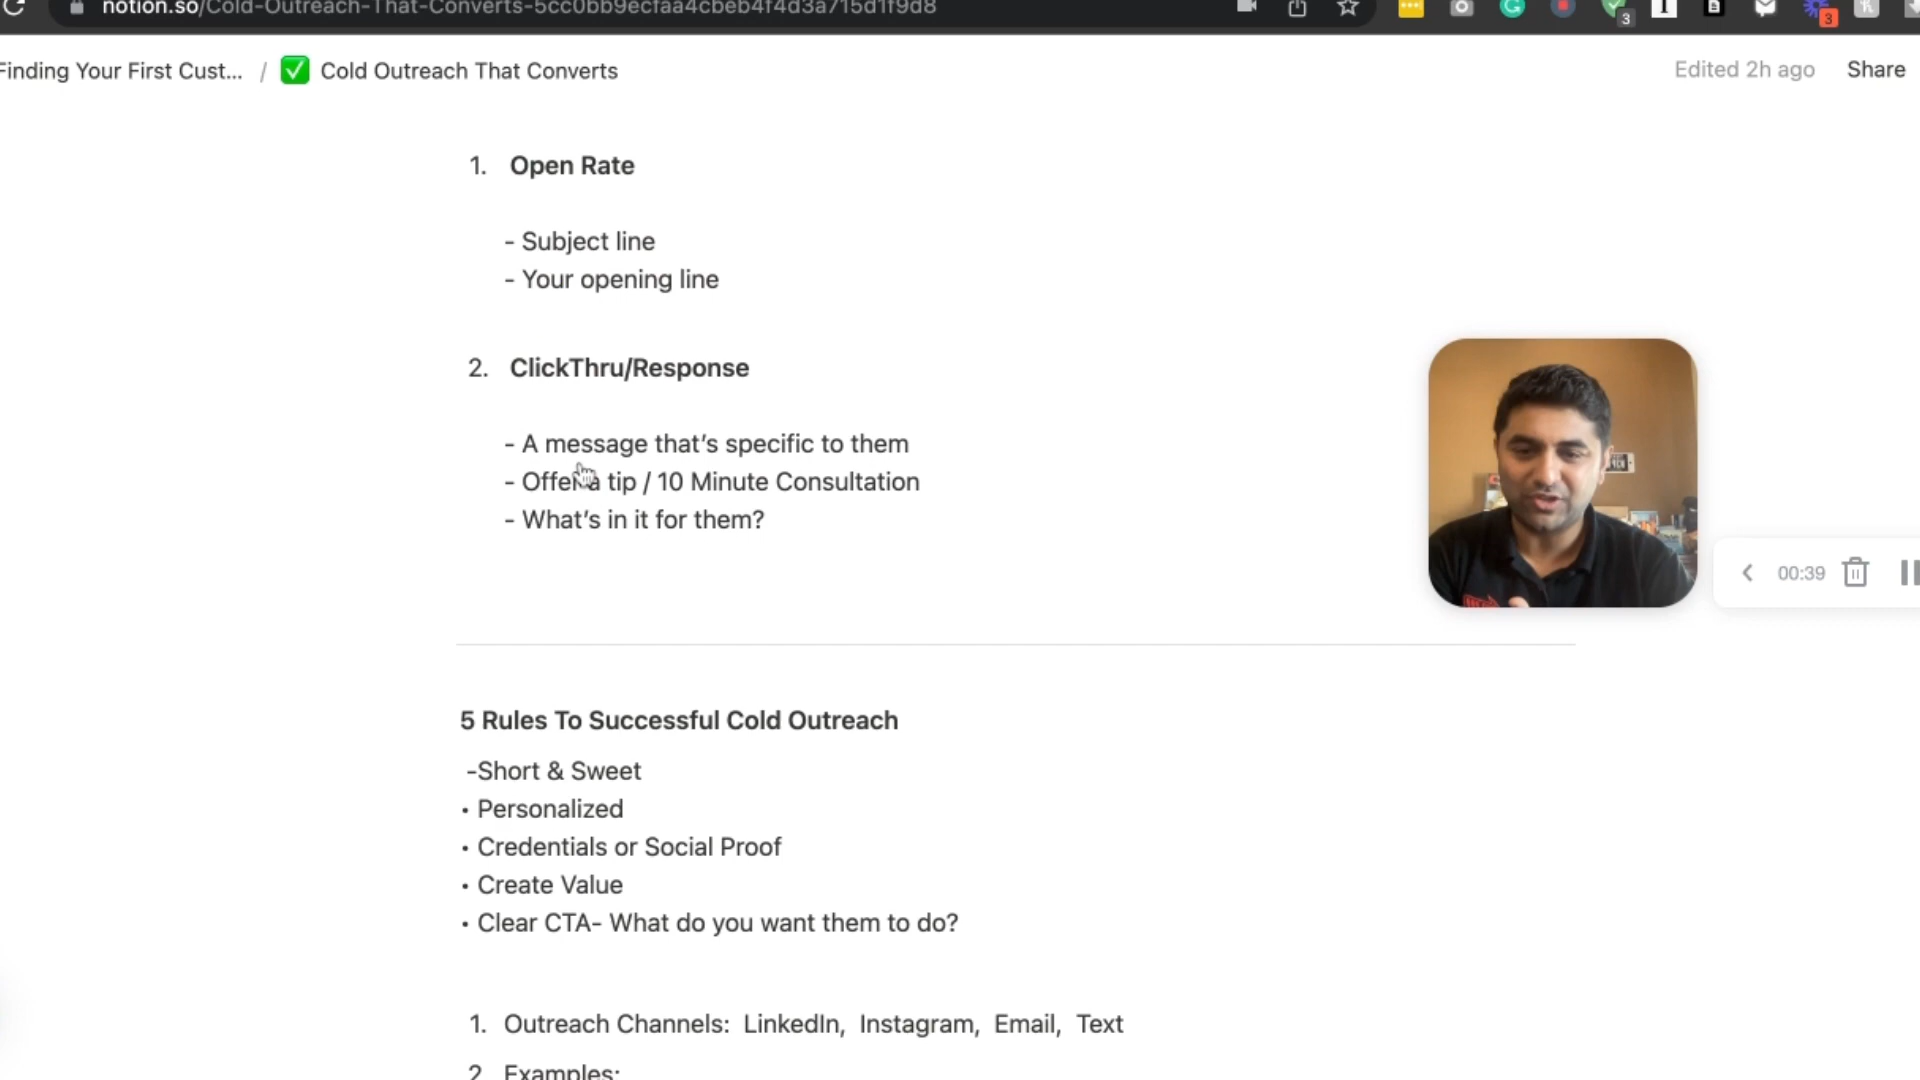 notion.so/Cold-Outreach-That-Converts-5cc0bb9ecfaa4cbeb4f4d3a715d1f9d8
3
3
Finding Your First Cust... / ✅ Cold Outreach That Converts
Edited 2h ago Share
1. Open Rate
- Subject line
- Your opening line
2. ClickThru/Response
- A message that's specific to them
- Offer a tip / 10 Minute Consultation
- What's in it for them?
00:39
5 Rules To Successful Cold Outreach
-Short & Sweet
• Personalized
• Credentials or Social Proof
• Create Value
• Clear CTA- What do you want them to do?
1. Outreach Channels: LinkedIn, Instagram, Email, Text
2. Examples: